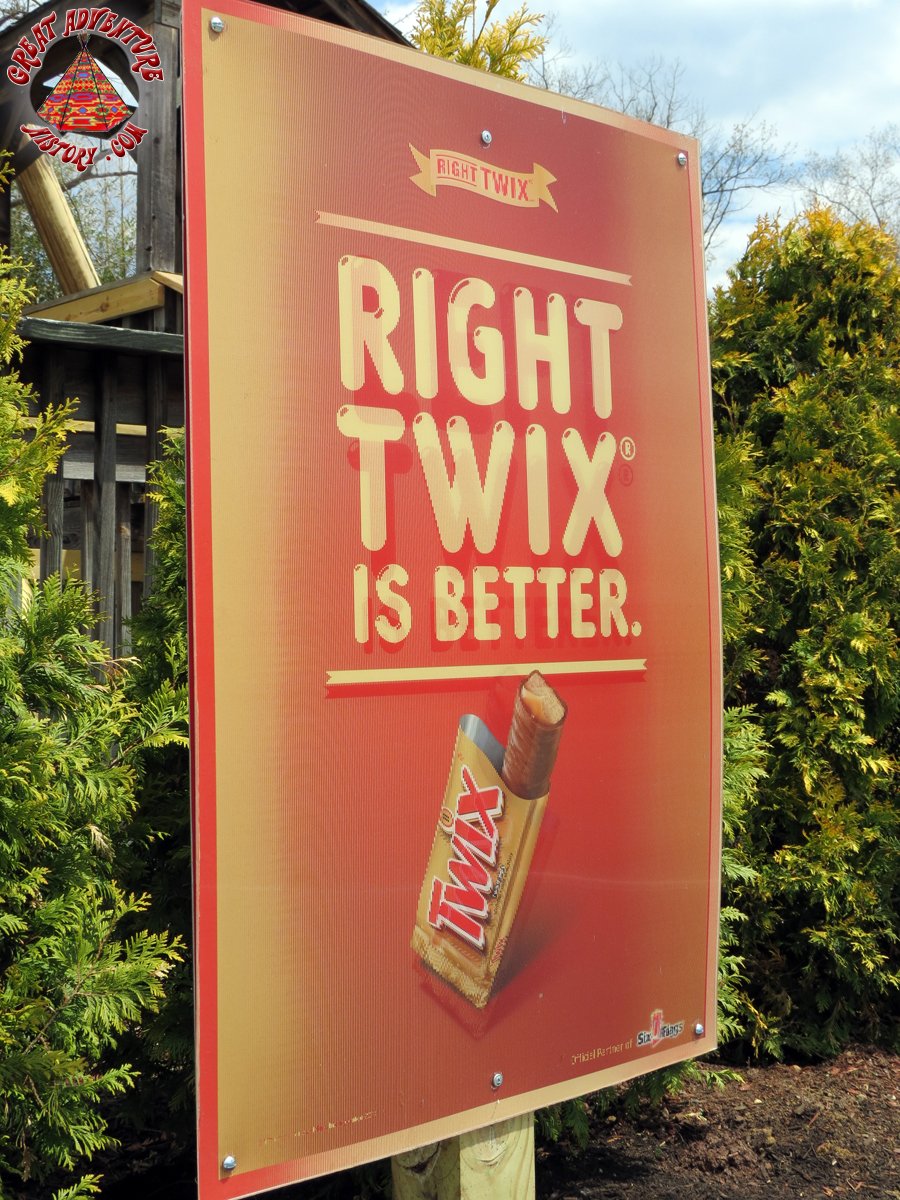 GREAT ADVENTURE
HISTORY.COM
RIGHT TWIX
RIGHT
TWIX®
IS BETTER.
TWIX
Official Partner of Six Flags